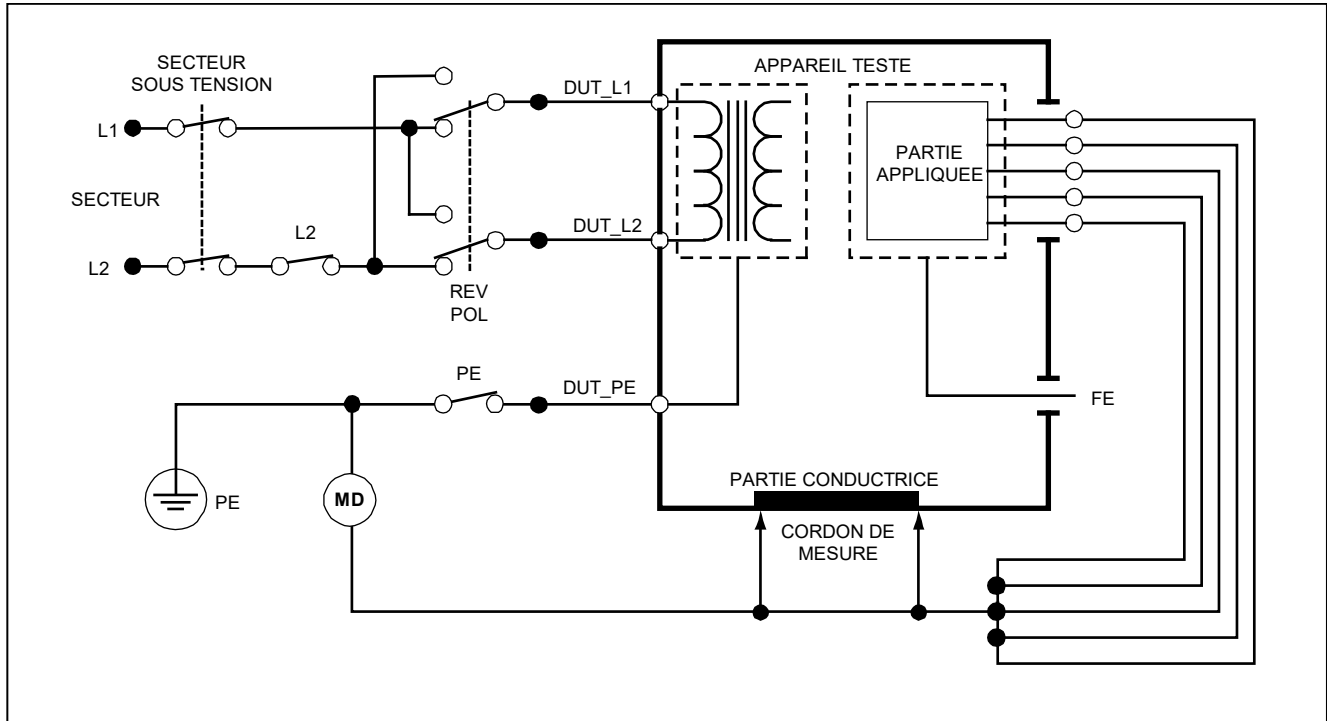 SECTEUR
SOUS TENSION
APPAREIL TESTE
DUT_L1
L1
PARTIE
APPLIQUEE
SECTEUR
L2
DUT_L2
L2
REV
POL
PE
DUT_PE
FE
PARTIE CONDUCTRICE
PE
MD
CORDON DE
MESURE